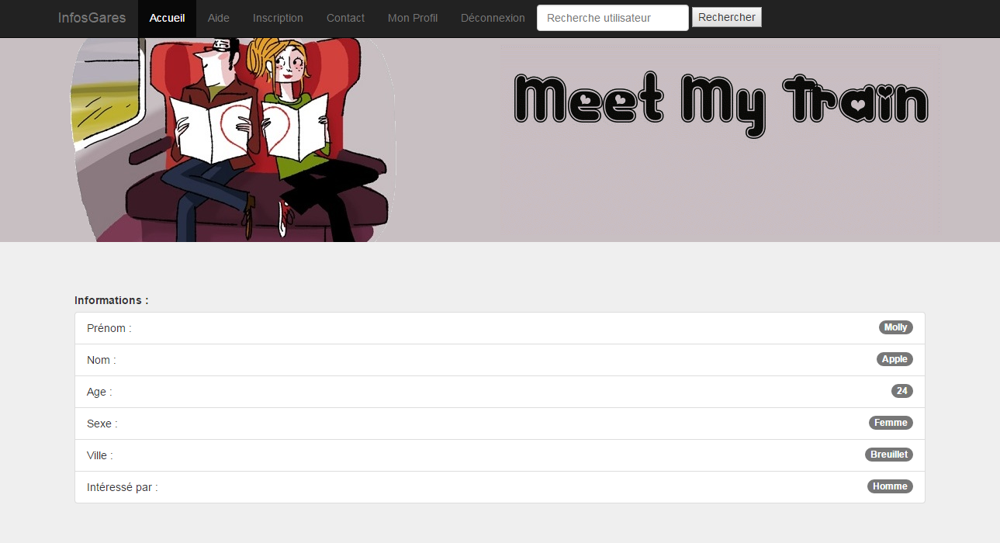 InfosGares Accueil Aide Inscription Contact Mon Profil Déconnexion Recherche utilisateur Rechercher
Meet My Train
Informations :
Prénom : Molly
Nom : Apple
Age : 24
Sexe : Femme
Ville : Breuillet
Intéressé par : Homme